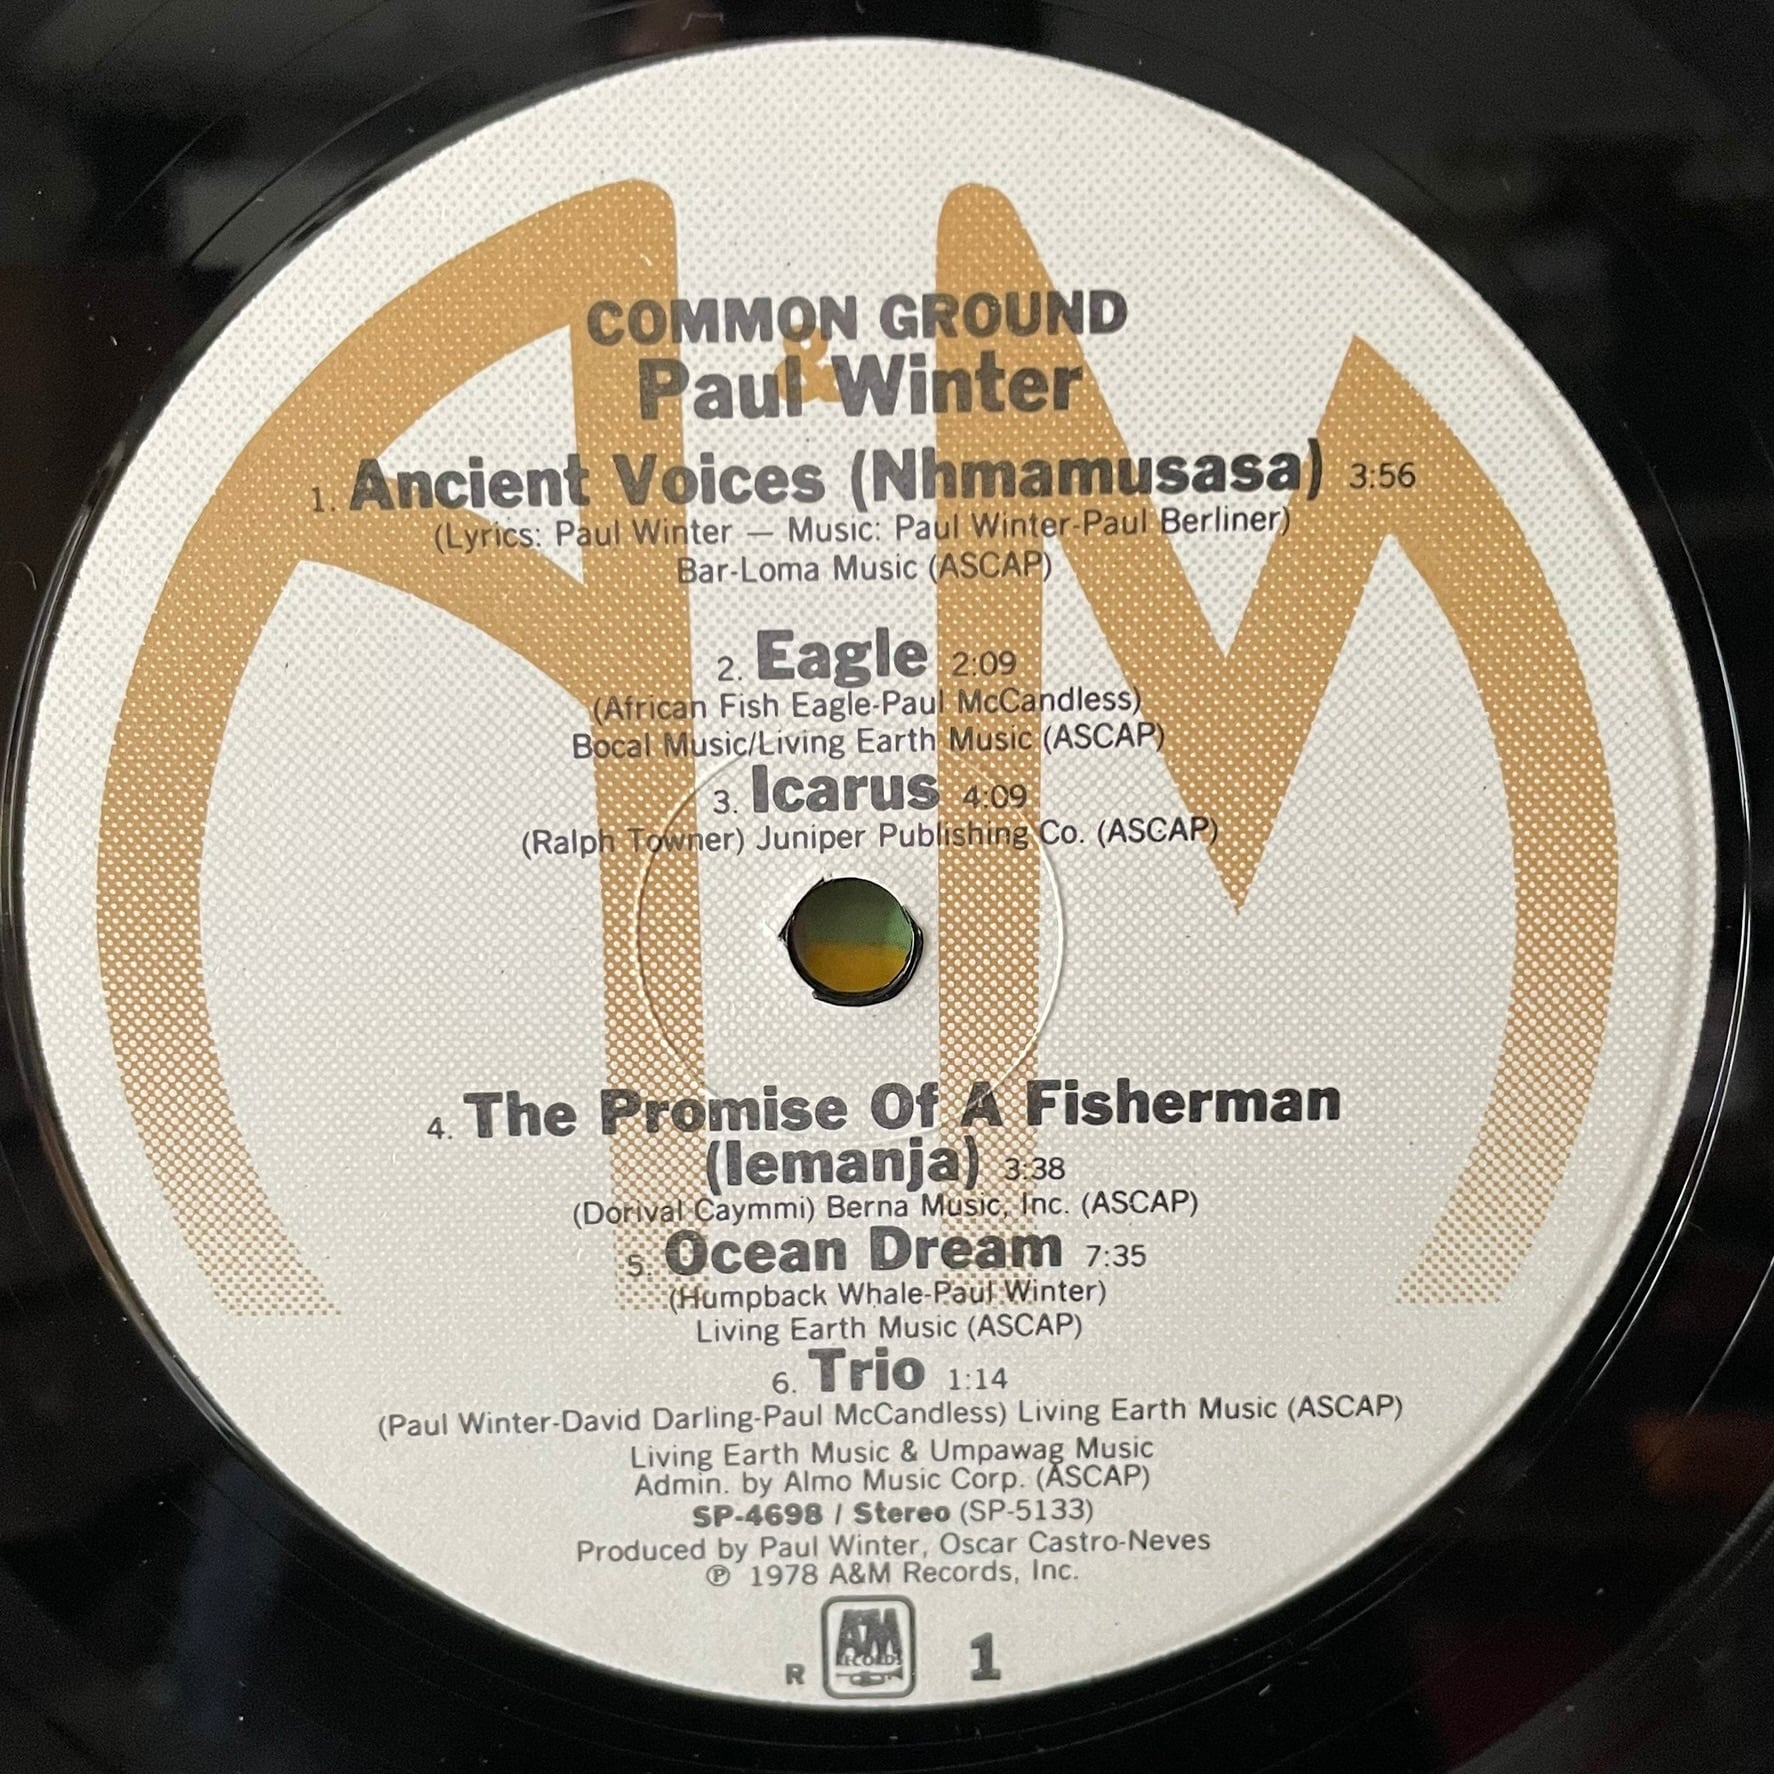 COMMON GROUND
&
Paul Winter
1. Ancient Voices (Nhmamusasa) 3:56
(Lyrics: Paul Winter — Music: Paul Winter-Paul Berliner)
Bar-Loma Music (ASCAP)
2. Eagle 2:09
(African Fish Eagle-Paul McCandless)
Bocal Music/Living Earth Music (ASCAP)
3. Icarus 4:09
(Ralph Towner) Juniper Publishing Co. (ASCAP)
4. The Promise Of A Fisherman
(Iemanja) 3:38
(Dorival Caymmi) Berna Music, Inc. (ASCAP)
5. Ocean Dream 7:35
(Humpback Whale-Paul Winter)
Living Earth Music (ASCAP)
6. Trio 1:14
(Paul Winter-David Darling-Paul McCandless) Living Earth Music (ASCAP)
Living Earth Music & Umpawag Music
Admin. by Almo Music Corp. (ASCAP)
SP-4698 / Stereo (SP-5133)
Produced by Paul Winter, Oscar Castro-Neves
℗ 1978 A&M Records, Inc.
AM
RECORDS
R 1